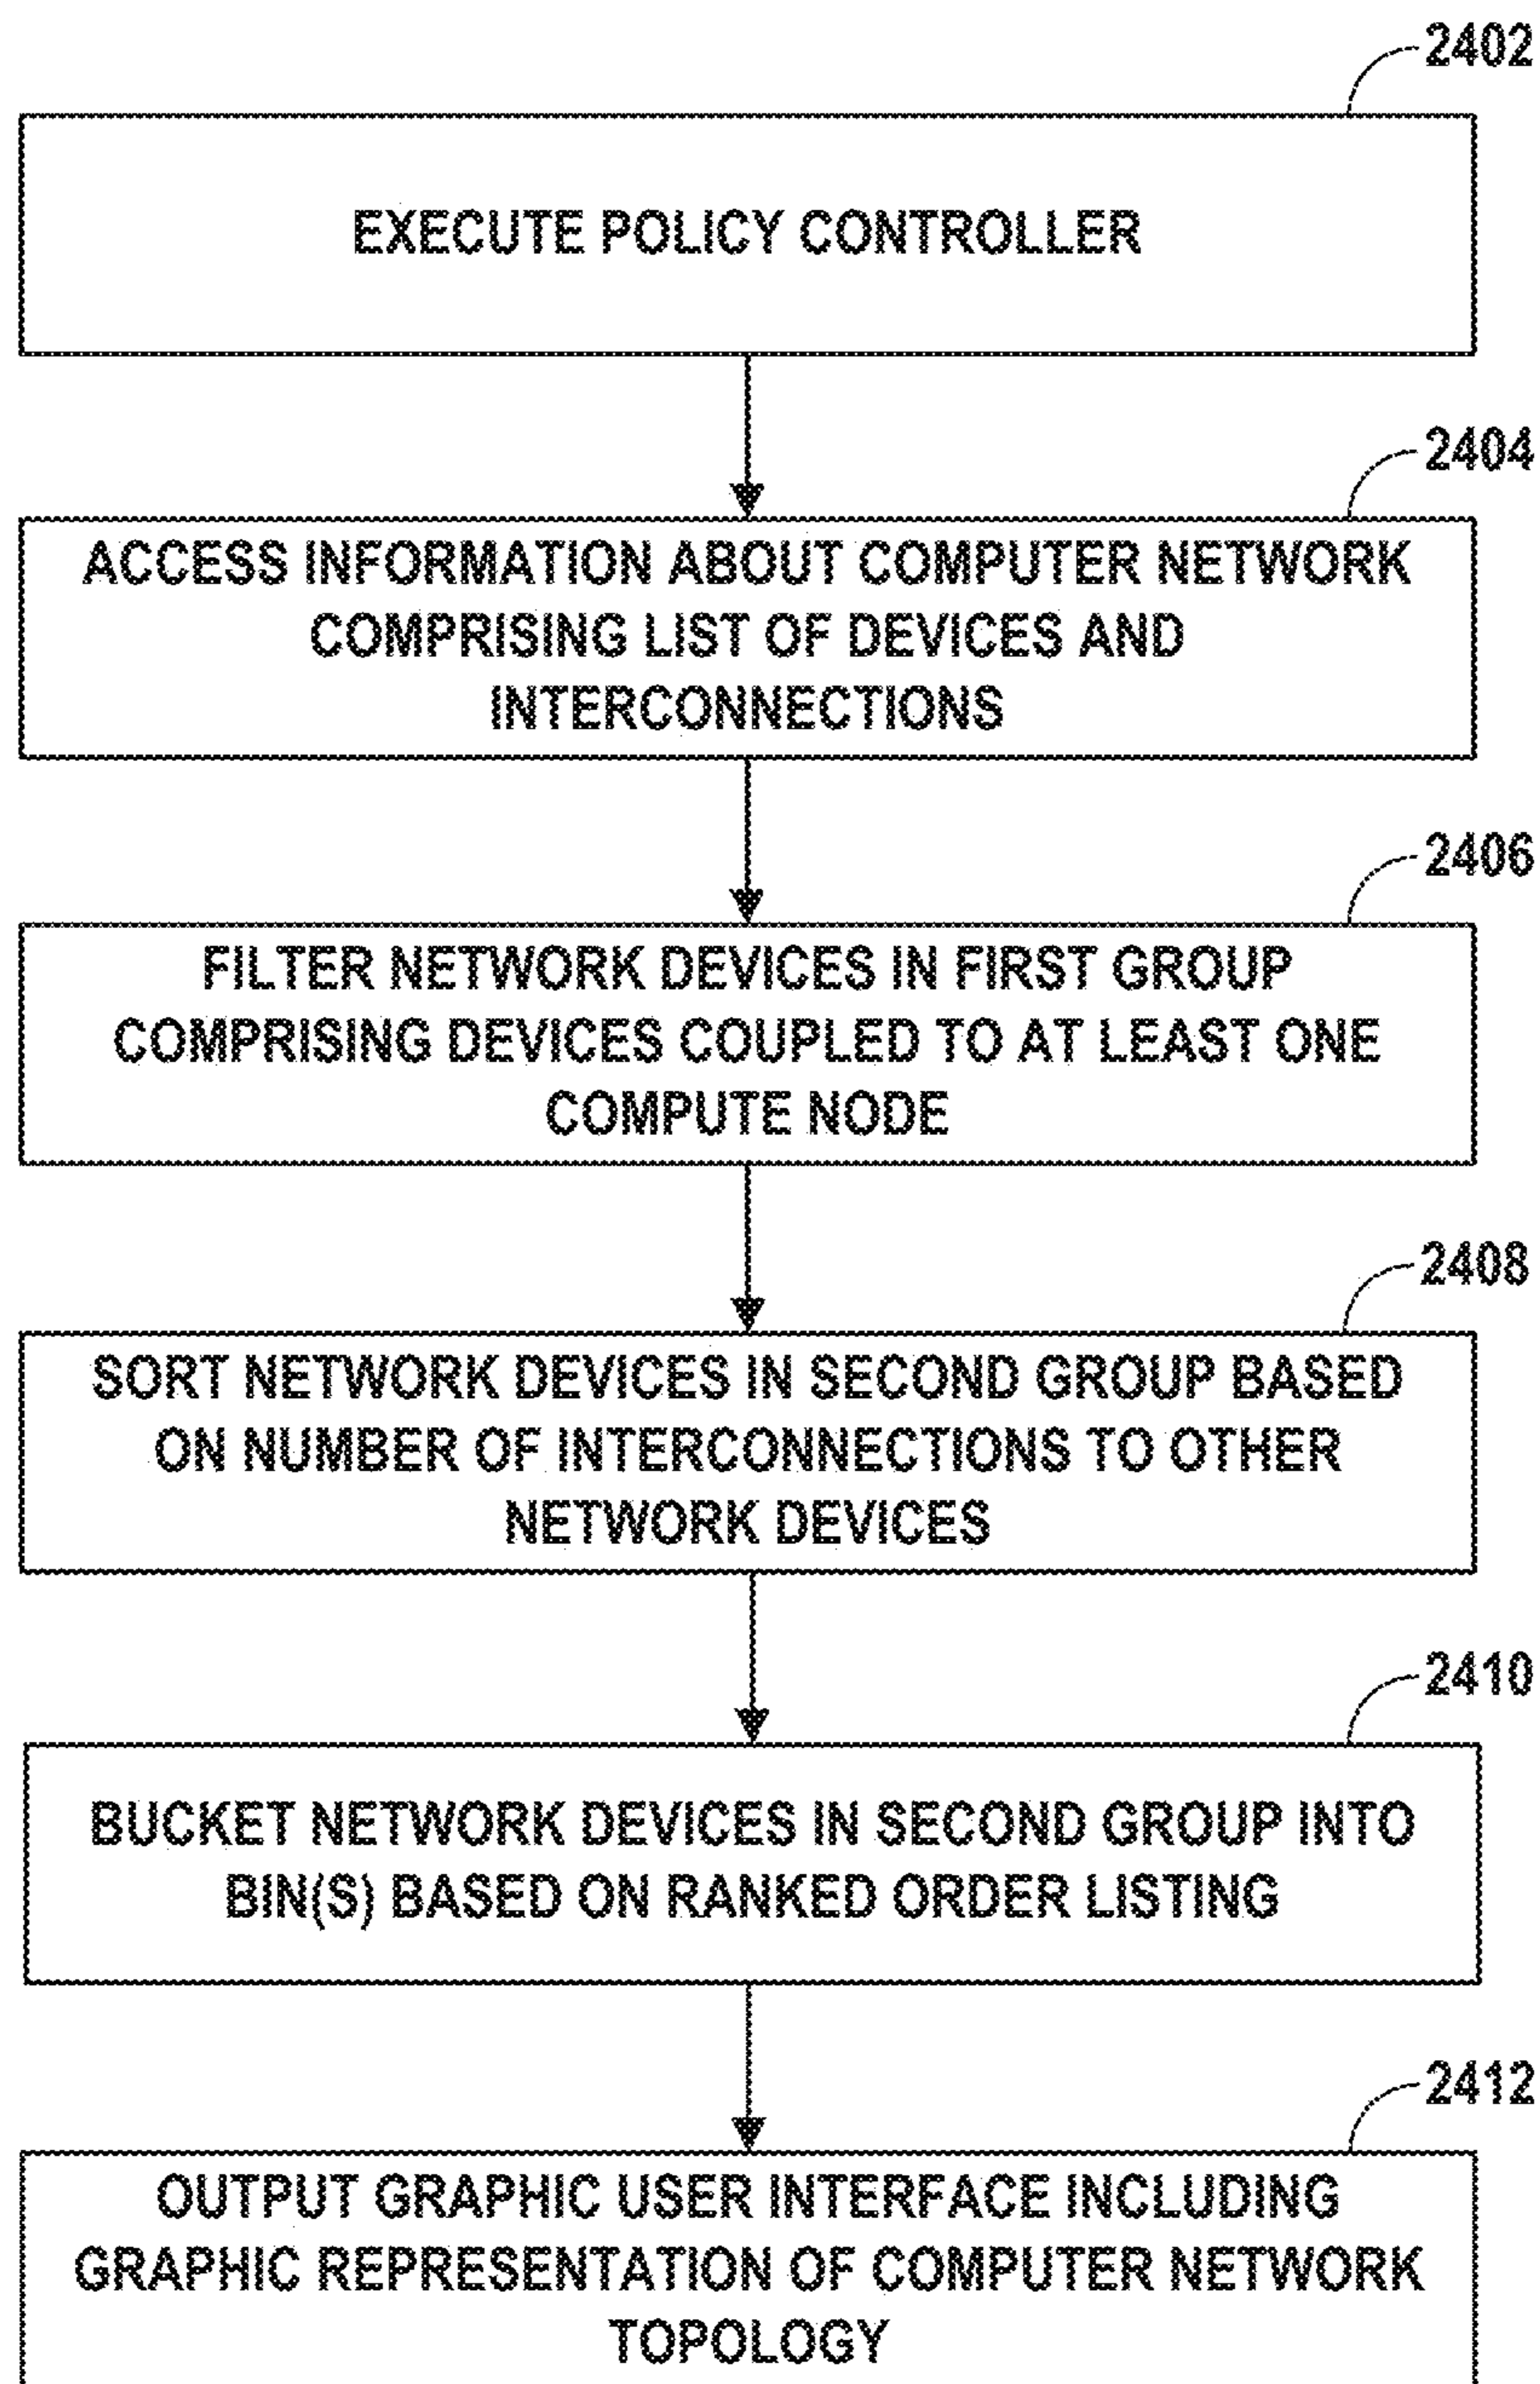 2402
EXECUTE POLICY CONTROLLER
2404
ACCESS INFORMATION ABOUT COMPUTER NETWORK
COMPRISING LIST OF DEVICES AND
INTERCONNECTIONS
2406
FILTER NETWORK DEVICES IN FIRST GROUP
COMPRISING DEVICES COUPLED TO AT LEAST ONE
COMPUTE NODE
2408
SORT NETWORK DEVICES IN SECOND GROUP BASED
ON NUMBER OF INTERCONNECTIONS TO OTHER
NETWORK DEVICES
2410
BUCKET NETWORK DEVICES IN SECOND GROUP INTO
BIN(S) BASED ON RANKED ORDER LISTING
2412
OUTPUT GRAPHIC USER INTERFACE INCLUDING
GRAPHIC REPRESENTATION OF COMPUTER NETWORK
TOPOLOGY